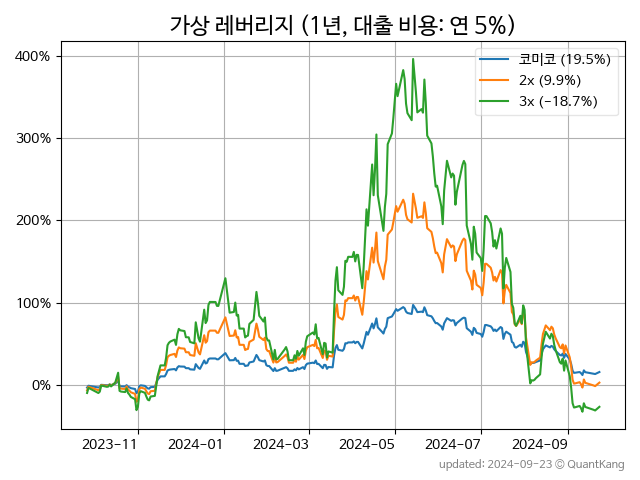 가상 레버리지 (1년, 대출 비용: 연 5%)
코미코 (19.5%)
2x (9.9%)
3x (-18.7%)
400%
300%
200%
100%
0%
2023-11 2024-01 2024-03 2024-05 2024-07 2024-09
updated: 2024-09-23 © QuantKang